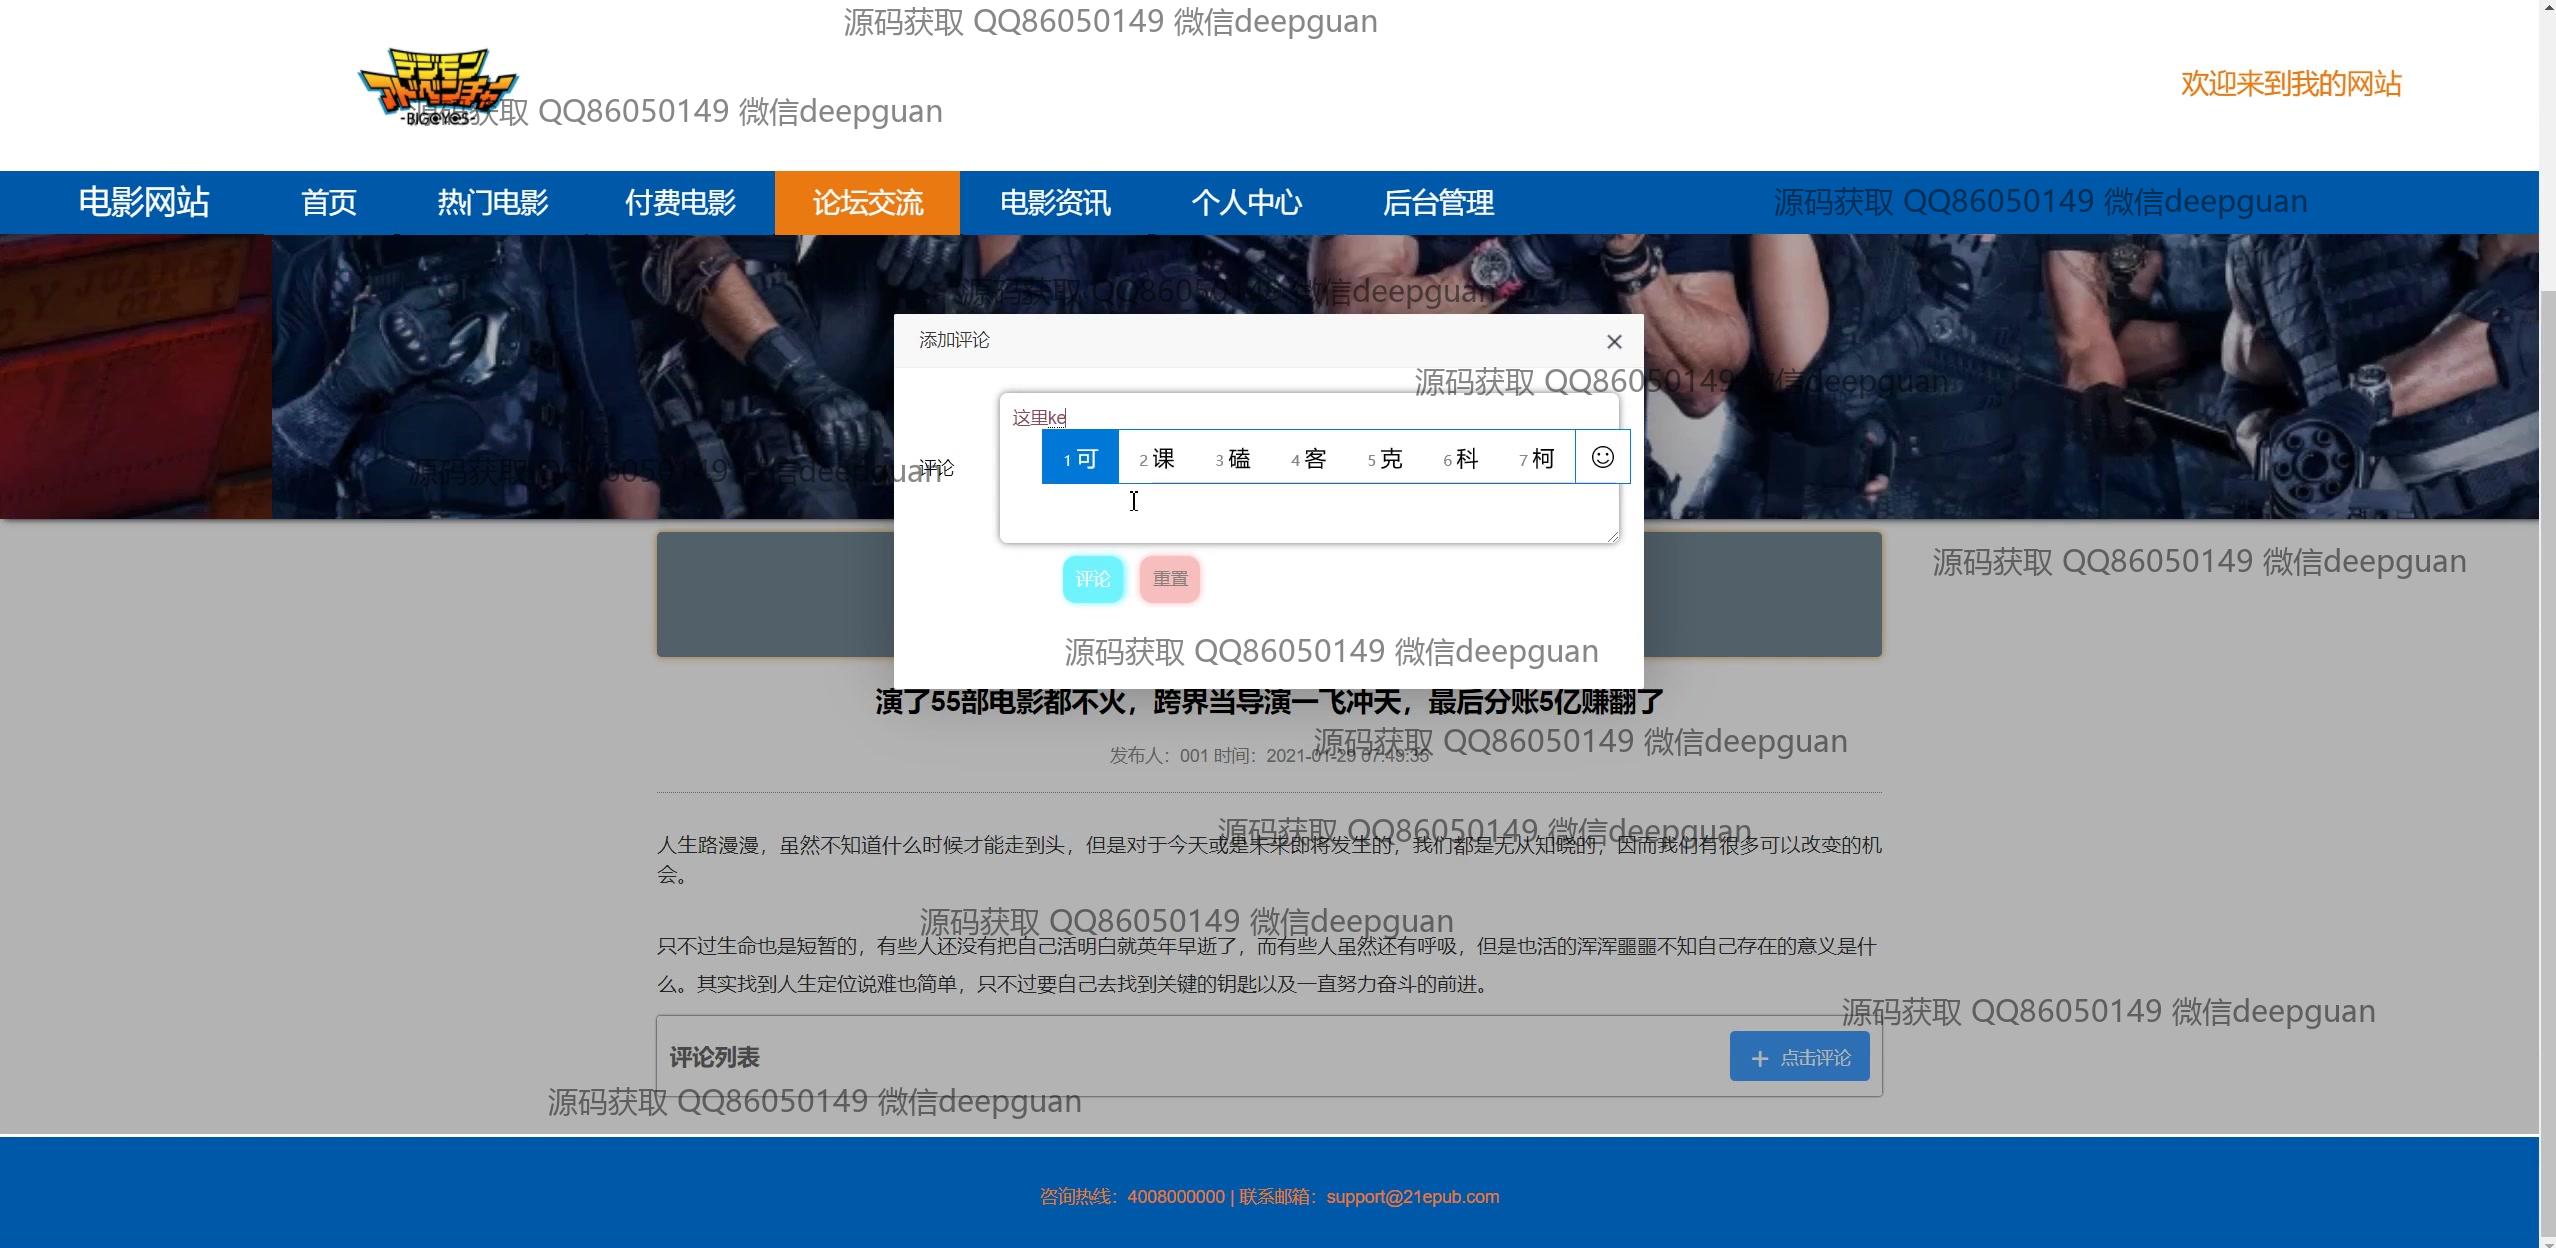 源码获取 QQ86050149 微信deepguan
デジモン
アドベンチャー
-BIGeYeS-
源码获取 QQ86050149 微信deepguan
欢迎来到我的网站
电影网站 首页 热门电影 付费电影 论坛交流 电影资讯 个人中心 后台管理
源码获取 QQ86050149 微信deepguan
Y JUAREZ
源码获取 QQ86050149 微信deepguan
添加评论
源码获取 QQ86050149 微信deepguan
这里ke
1 可 2 课 3 磕 4 客 5 克 6 科 7 柯
评论
源码获取 QQ86050149 微信deepguan
评论 重置
源码获取 QQ86050149 微信deepguan
源码获取 QQ86050149 微信deepguan
演了55部电影都不火，跨界当导演一飞冲天，最后分账5亿赚翻了
源码获取 QQ86050149 微信deepguan
发布人：001 时间：2021-01-29 07:49:35
源码获取 QQ86050149 微信deepguan
人生路漫漫，虽然不知道什么时候才能走到头，但是对于今天或是未来即将发生的，我们都是无从知晓的，因而我们有很多可以改变的机
会。
源码获取 QQ86050149 微信deepguan
只不过生命也是短暂的，有些人还没有把自己活明白就英年早逝了，而有些人虽然还有呼吸，但是也活的浑浑噩噩不知自己存在的意义是什
么。其实找到人生定位说难也简单，只不过要自己去找到关键的钥匙以及一直努力奋斗的前进。
源码获取 QQ86050149 微信deepguan
评论列表
+ 点击评论
源码获取 QQ86050149 微信deepguan
咨询热线：4008000000 | 联系邮箱：support@21epub.com